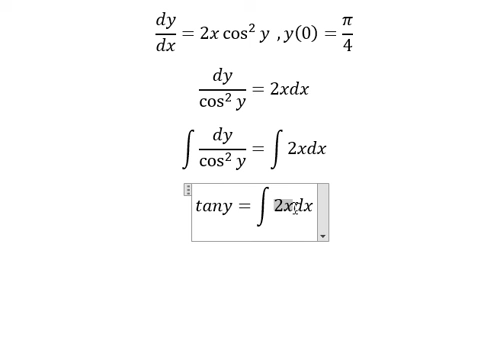 dy/dx = 2x cos² y , y(0) = π/4
dy/cos² y = 2xdx
∫ dy/cos² y = ∫ 2xdx
tany = ∫ 2xdx